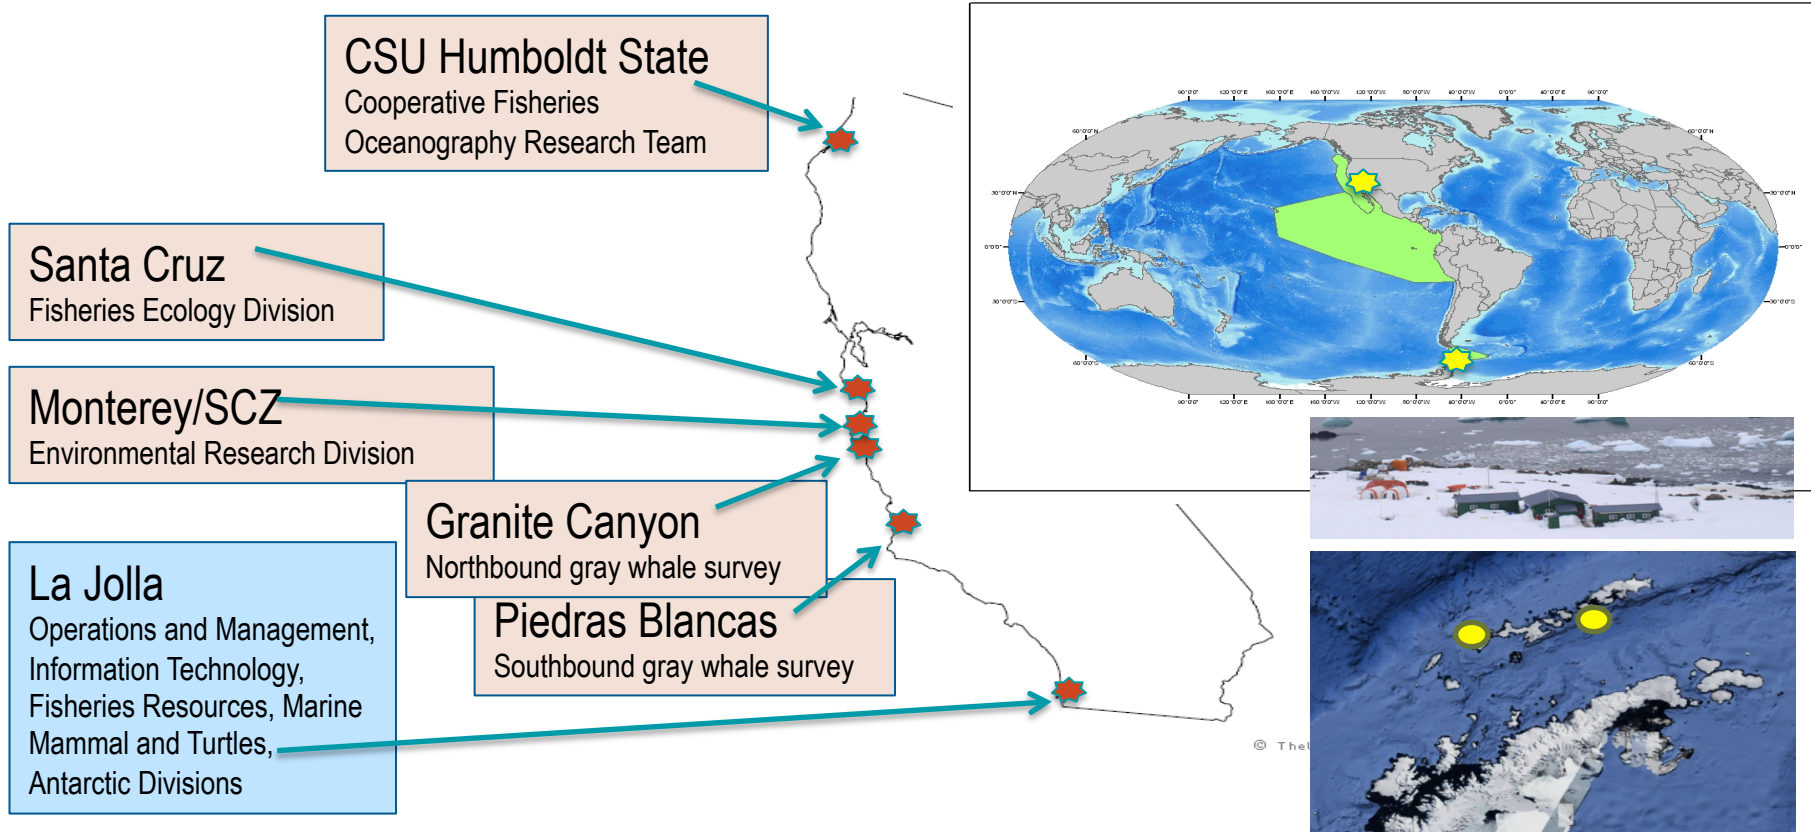 CSU Humboldt State
Cooperative Fisheries
Oceanography Research Team
Santa Cruz
Fisheries Ecology Division
Monterey/SCZ
Environmental Research Division
Granite Canyon
Northbound gray whale survey
Piedras Blancas
Southbound gray whale survey
La Jolla
Operations and Management,
Information Technology,
Fisheries Resources, Marine
Mammal and Turtles,
Antarctic Divisions